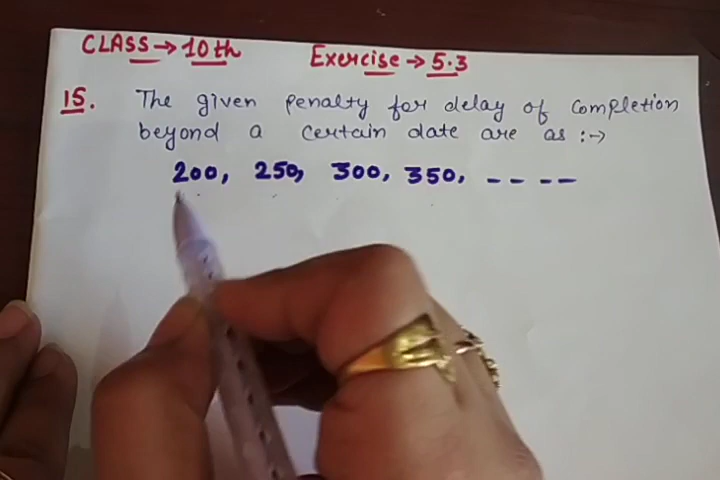 CLASS → 10th Exercise → 5.3
15. The given penalty for delay of completion
beyond a certain date are as :→
200, 250, 300, 350, ----